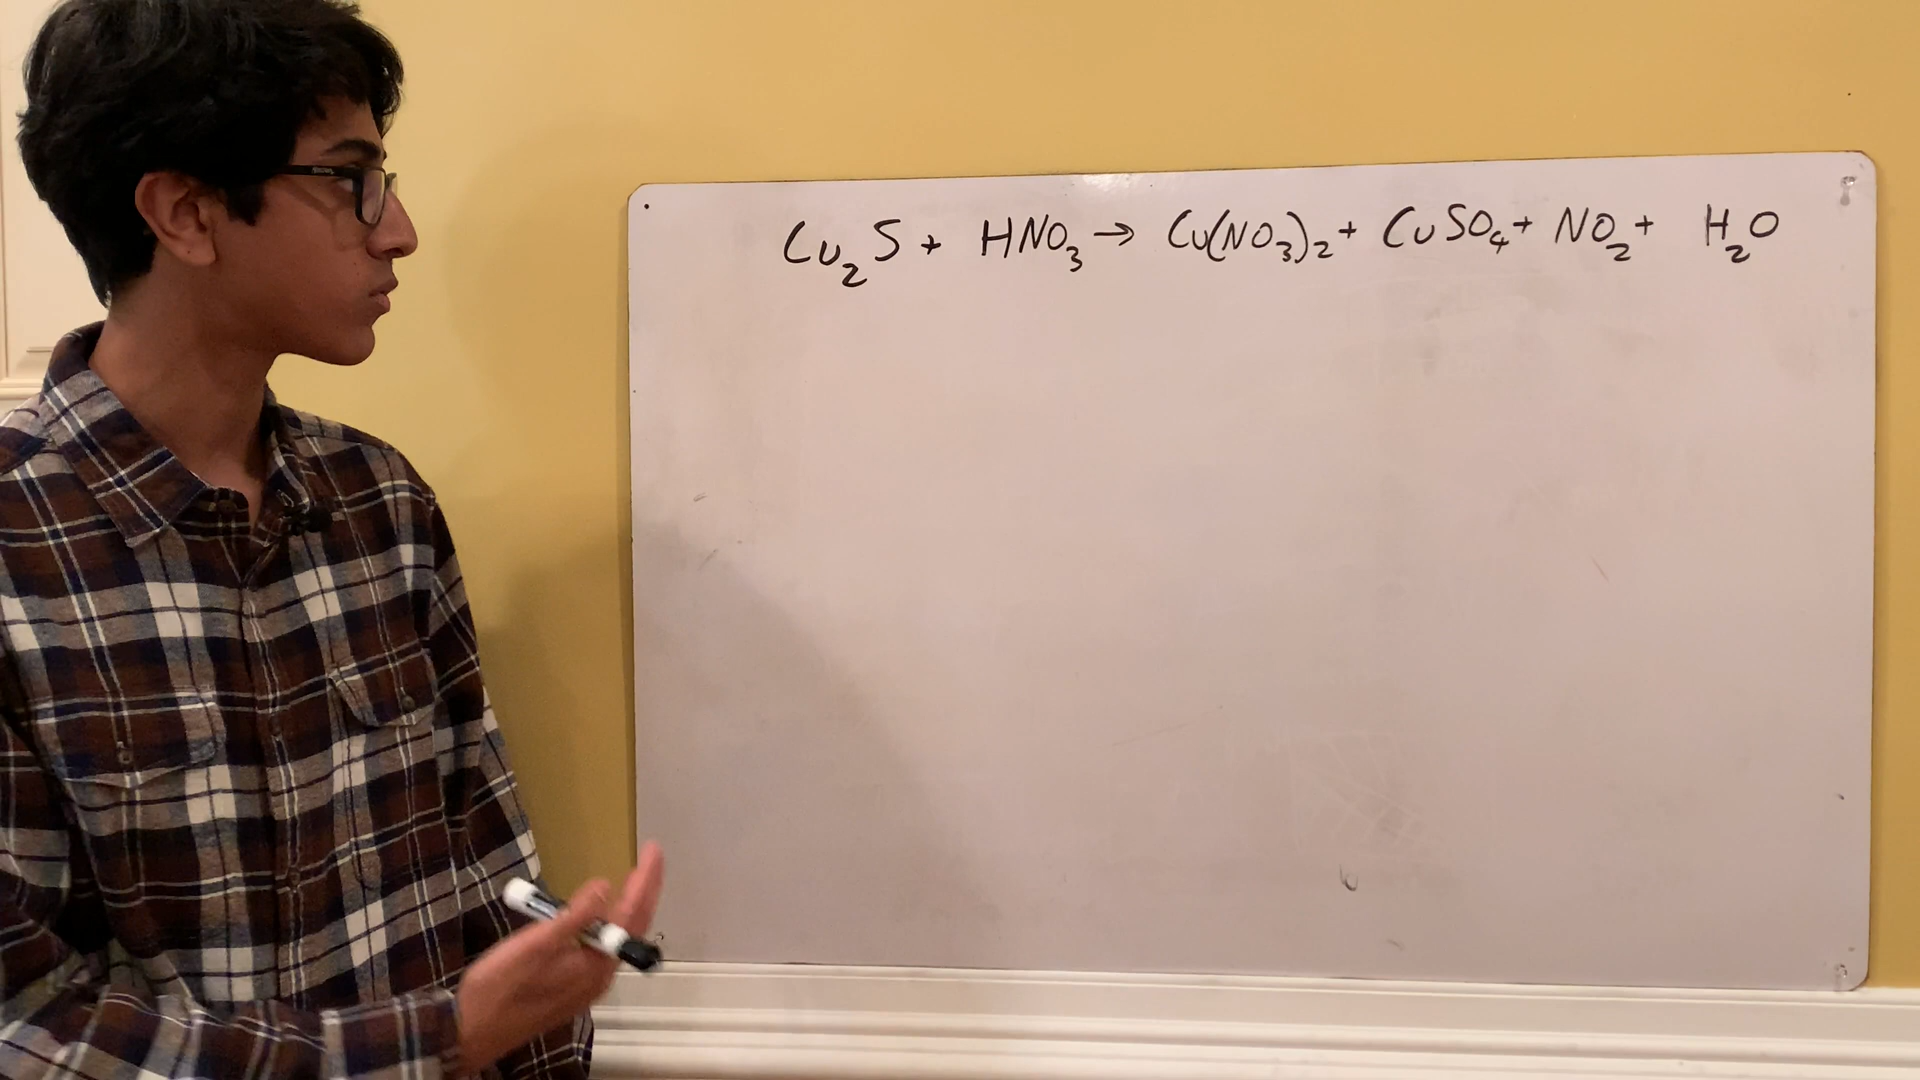 Cu₂S + HNO₃ → Cu(NO₃)₂ + CuSO₄ + NO₂ + H₂O